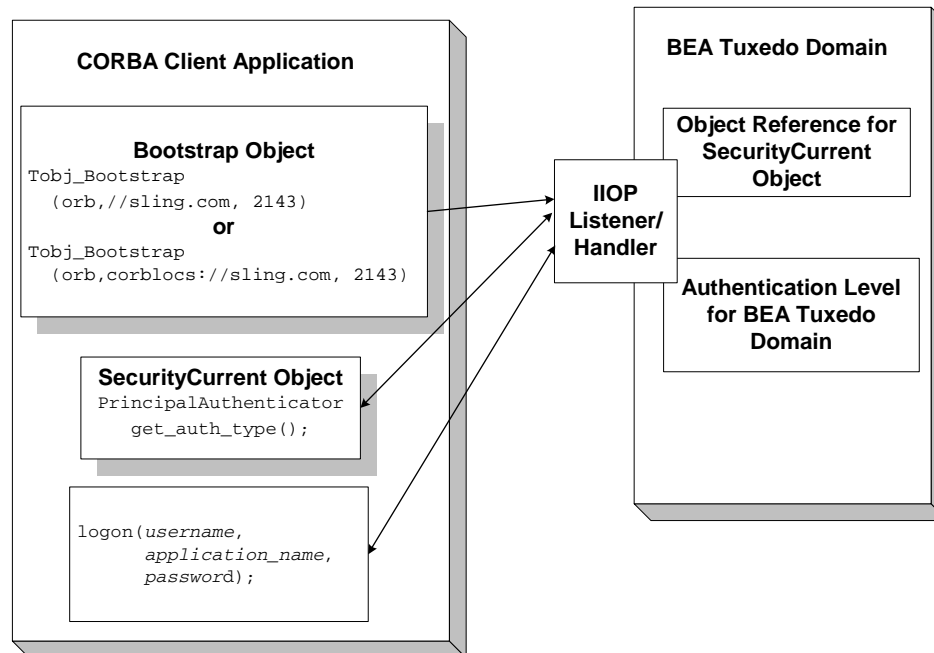 CORBA Client Application
Bootstrap Object
Tobj_Bootstrap
(orb,//sling.com, 2143)
or
Tobj_Bootstrap
(orb,corblocs://sling.com, 2143)
SecurityCurrent Object
PrincipalAuthenticator
get_auth_type();
logon(username,
application_name,
password);
IIOP
Listener/
Handler
BEA Tuxedo Domain
Object Reference for
SecurityCurrent
Object
Authentication Level
for BEA Tuxedo
Domain